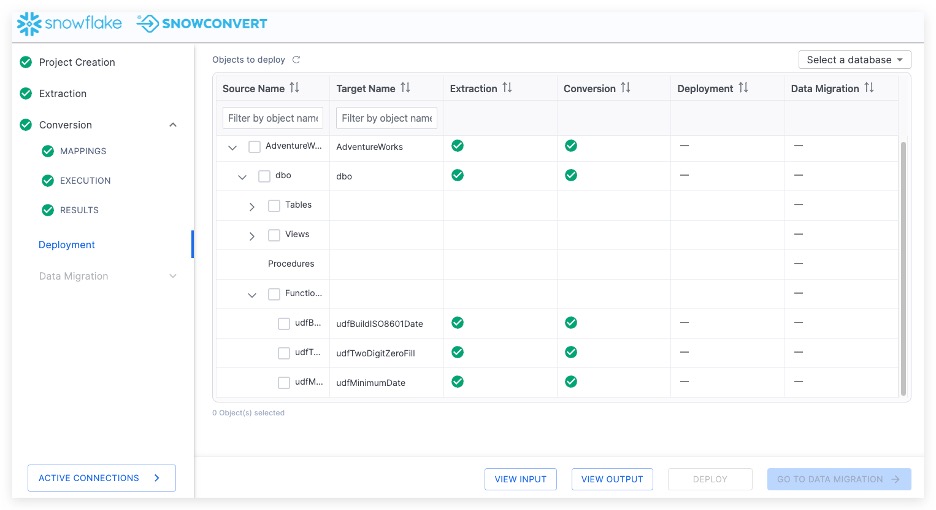 snowflake SNOWCONVERT
Project Creation
Extraction
Conversion
MAPPINGS
EXECUTION
RESULTS
Deployment
Data Migration
ACTIVE CONNECTIONS
Objects to deploy
Select a database
Source Name Target Name Extraction Conversion Deployment Data Migration
Filter by object name Filter by object name
AdventureW... AdventureWorks — —
dbo dbo — —
Tables —
Views —
Procedures —
Functio... —
udfB... udfBuildISO8601Date — —
udfT... udfTwoDigitZeroFill — —
udfM... udfMinimumDate — —
0 Object(s) selected
VIEW INPUT VIEW OUTPUT DEPLOY GO TO DATA MIGRATION